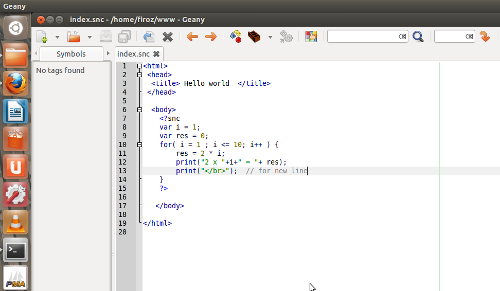 Geany
index.snc - /home/firoz/www - Geany
Symbols
index.snc
No tags found
1 <html>
2 <head>
3 <title> Hello world </title>
4 </head>
5
6 <body>
7 <?snc
8 var i = 1;
9 var res = 0;
10 for( i = 1 ; i <= 10; i++ ) {
11 res = 2 * i;
12 print("2 x "+i+" = "+ res);
13 print("</br>"); // for new line
14 }
15 ?>
16
17 </body>
18
19 </html>
20
PMA